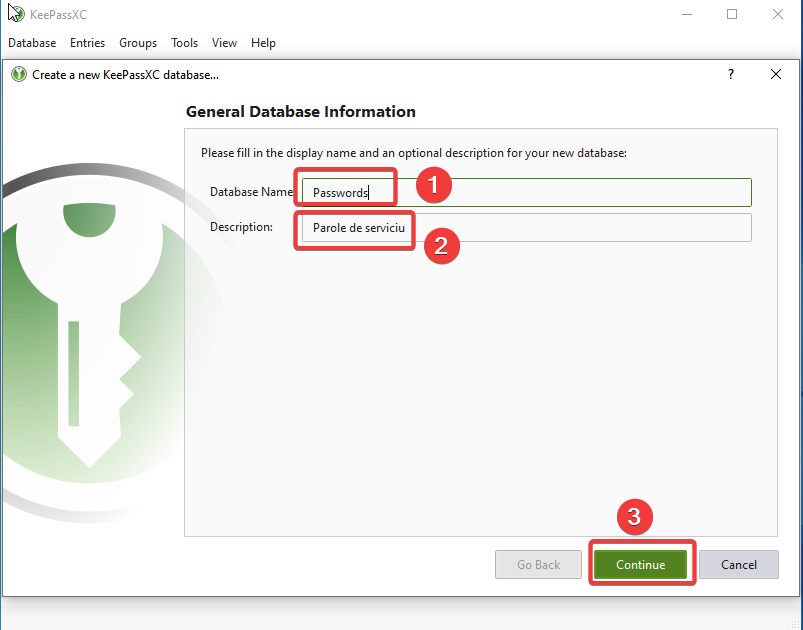 KeePassXC
Database Entries Groups Tools View Help
Create a new KeePassXC database... ?
General Database Information
Please fill in the display name and an optional description for your new database:
Database Name Passwords 1
Description: Parole de serviciu 2
3
Go Back Continue Cancel